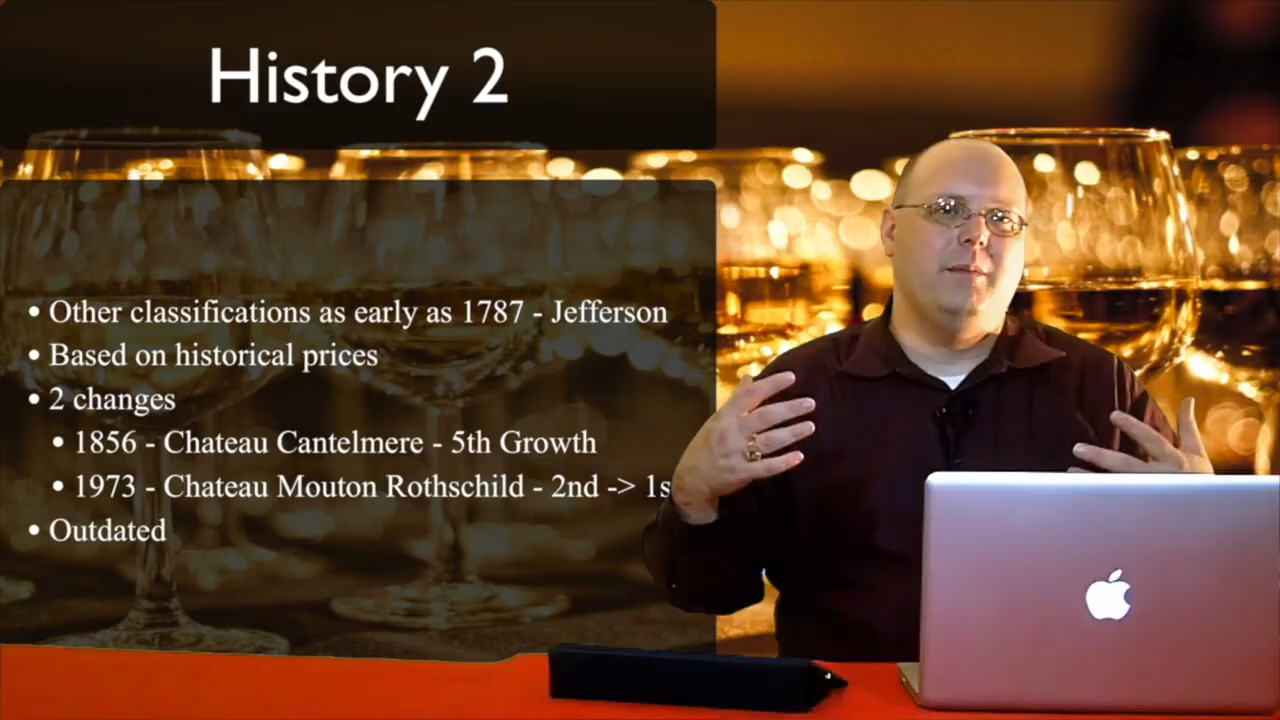 History 2
• Other classifications as early as 1787 - Jefferson
• Based on historical prices
• 2 changes
• 1856 - Chateau Cantelmere - 5th Growth
• 1973 - Chateau Mouton Rothschild - 2nd -> 1s
• Outdated